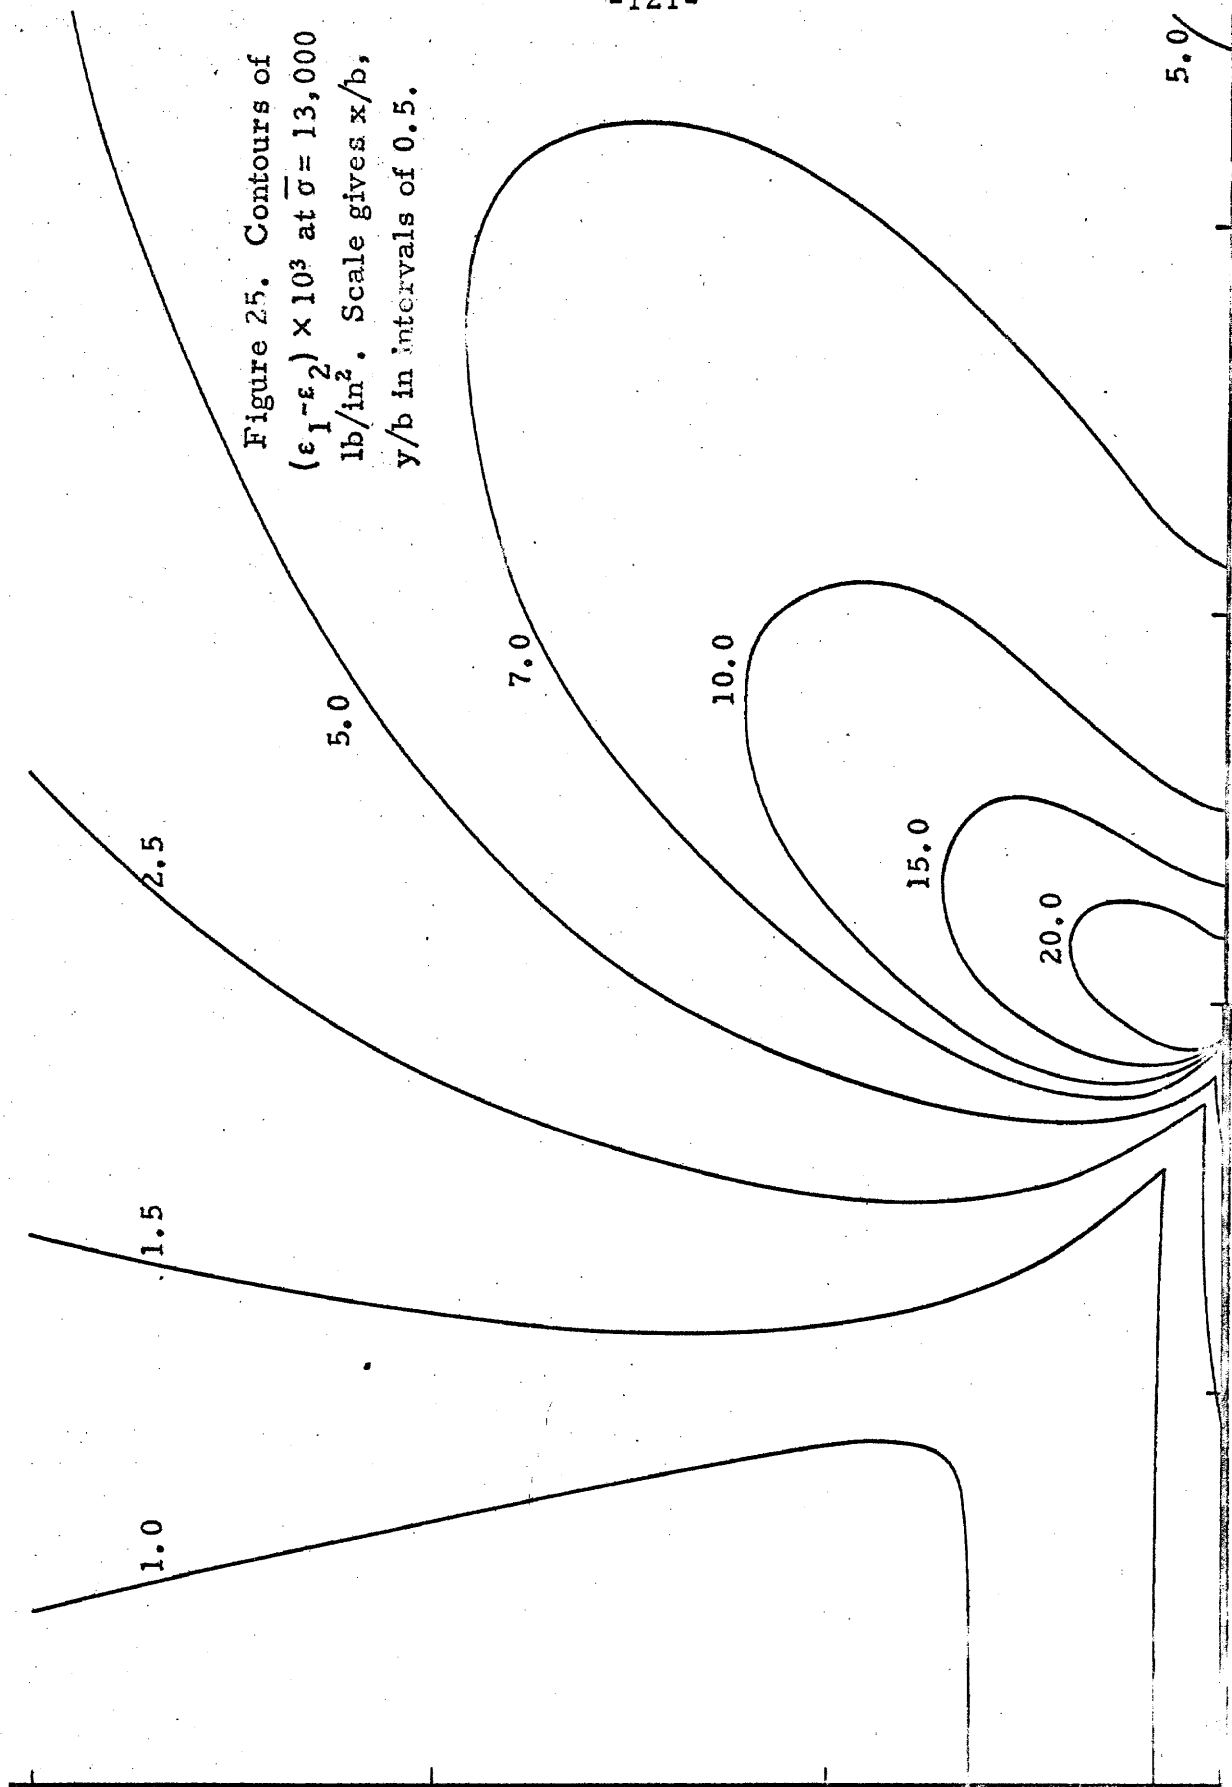 -121-
Figure 25. Contours of
(ε₁-ε₂) × 10³ at σ̅ = 13,000
lb/in². Scale gives x/b,
y/b in intervals of 0.5.
5.0
2.5
5.0
7.0
10.0
15.0
20.0
1.5
1.0